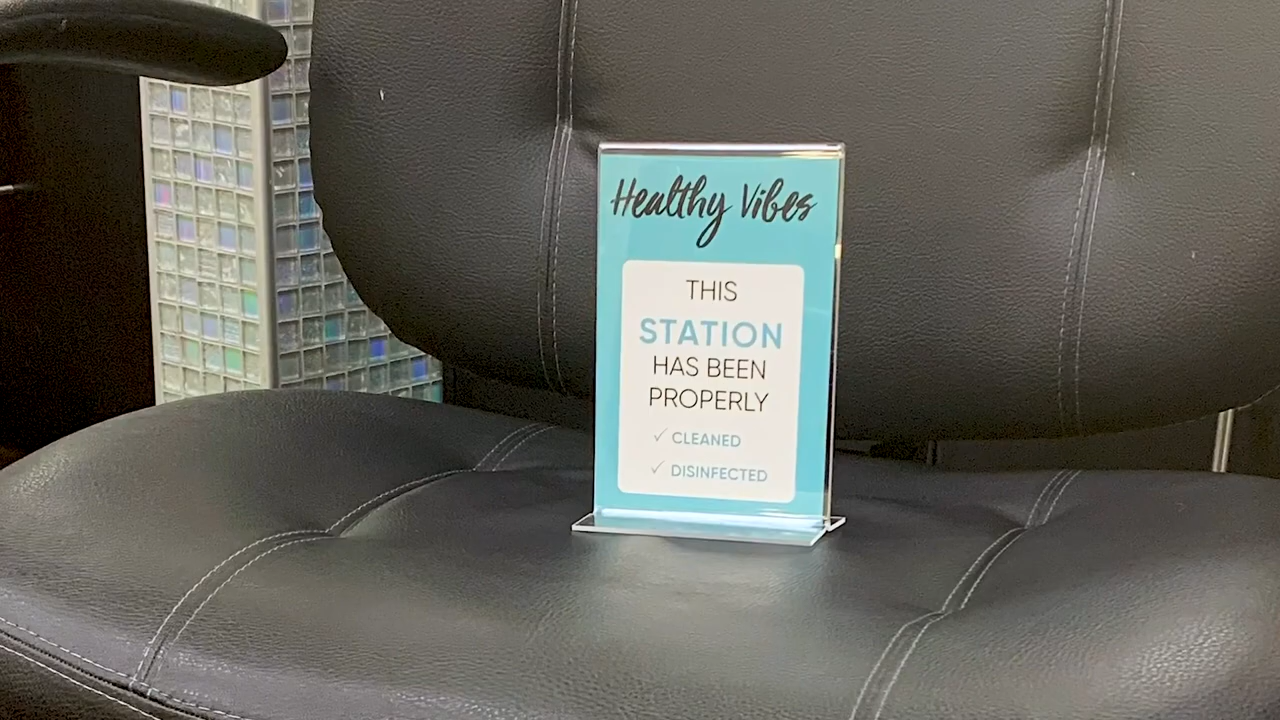 Healthy Vibes
THIS
STATION
HAS BEEN
PROPERLY
✓ CLEANED
✓ DISINFECTED